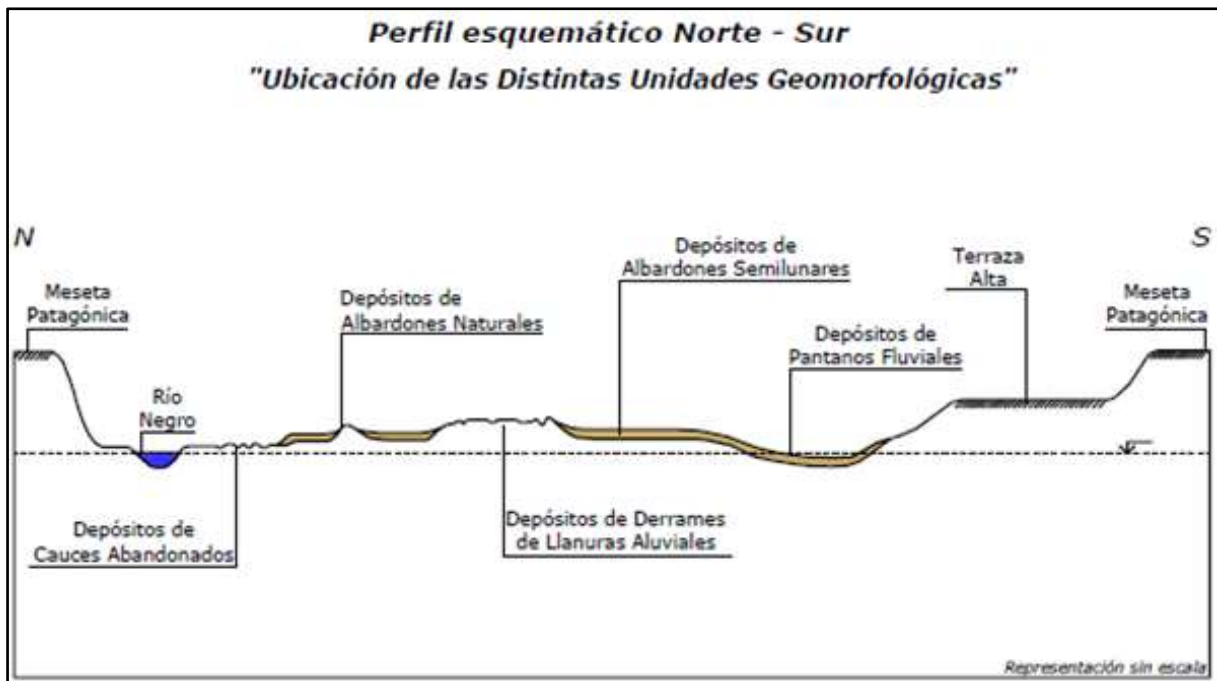 Perfil esquemático Norte - Sur
"Ubicación de las Distintas Unidades Geomorfológicas"
N
S
Meseta
Patagónica
Río
Negro
Depósitos de
Albardones Naturales
Depósitos de
Albardones Semilunares
Depósitos de
Pantanos Fluviales
Terraza
Alta
Meseta
Patagónica
Depósitos de
Cauces Abandonados
Depósitos de Derrames
de Llanuras Aluviales
Representación sin escala